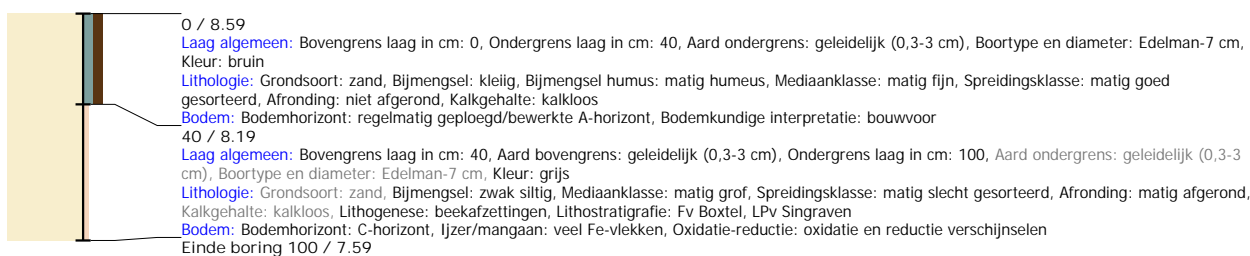 0 / 8.59
Laag algemeen: Bovengrens laag in cm: 0, Ondergrens laag in cm: 40, Aard ondergrens: geleidelijk (0,3-3 cm), Boortype en diameter: Edelman-7 cm,
Kleur: bruin
Lithologie: Grondsoort: zand, Bijmengsel: kleiig, Bijmengsel humus: matig humeus, Mediaanklasse: matig fijn, Spreidingsklasse: matig goed
gesorteerd, Afronding: niet afgerond, Kalkgehalte: kalkloos
Bodem: Bodemhorizont: regelmatig geploegd/bewerkte A-horizont, Bodemkundige interpretatie: bouwvoor
40 / 8.19
Laag algemeen: Bovengrens laag in cm: 40, Aard bovengrens: geleidelijk (0,3-3 cm), Ondergrens laag in cm: 100, Aard ondergrens: geleidelijk (0,3-3
cm), Boortype en diameter: Edelman-7 cm, Kleur: grijs
Lithologie: Grondsoort: zand, Bijmengsel: zwak siltig, Mediaanklasse: matig grof, Spreidingsklasse: matig slecht gesorteerd, Afronding: matig afgerond,
Kalkgehalte: kalkloos, Lithogenese: beekafzettingen, Lithostratigrafie: Fv Boxtel, LPv Singraven
Bodem: Bodemhorizont: C-horizont, Ijzer/mangaan: veel Fe-vlekken, Oxidatie-reductie: oxidatie en reductie verschijnselen
Einde boring 100 / 7.59